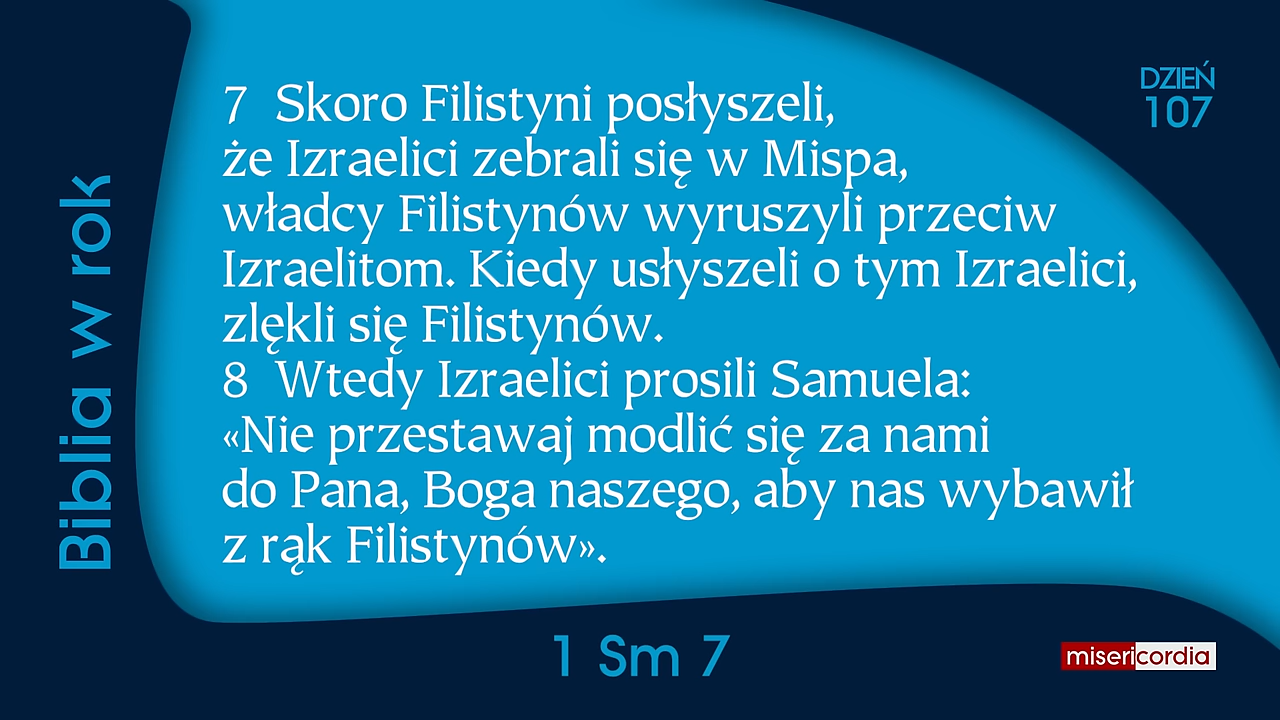 DZIEŃ
107
7 Skoro Filistyni posłyszeli,
że Izraelici zebrali się w Mispa,
władcy Filistynów wyruszyli przeciw
Izraelitom. Kiedy usłyszeli o tym Izraelici,
zlękli się Filistynów.
8 Wtedy Izraelici prosili Samuela:
«Nie przestawaj modlić się za nami
do Pana, Boga naszego, aby nas wybawił
z rąk Filistynów».
Biblia w rok
1 Sm 7
misericordia